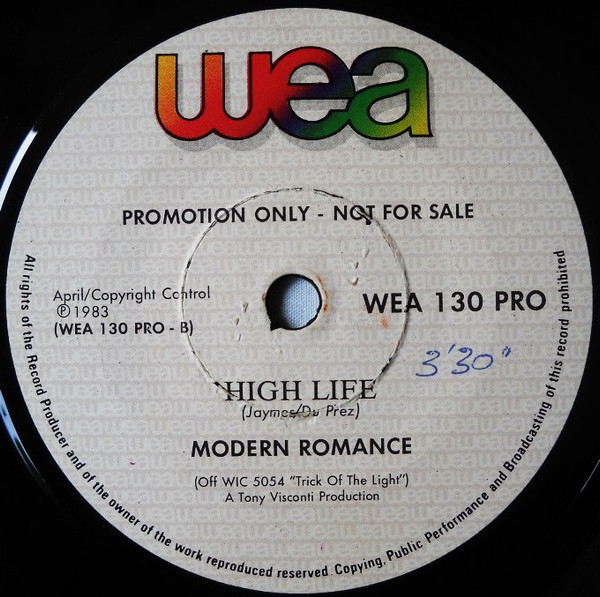 wea
PROMOTION ONLY - NOT FOR SALE
April/Copyright Control
℗ 1983
(WEA 130 PRO - B)
WEA 130 PRO
3'30"
HIGH LIFE
(Jaymes/Du Prez)
MODERN ROMANCE
(Off WIC 5054 "Trick Of The Light")
A Tony Visconti Production
All rights of the Record Producer and of the owner of the work reproduced reserved. Copying, Public Performance and Broadcasting of this record prohibited